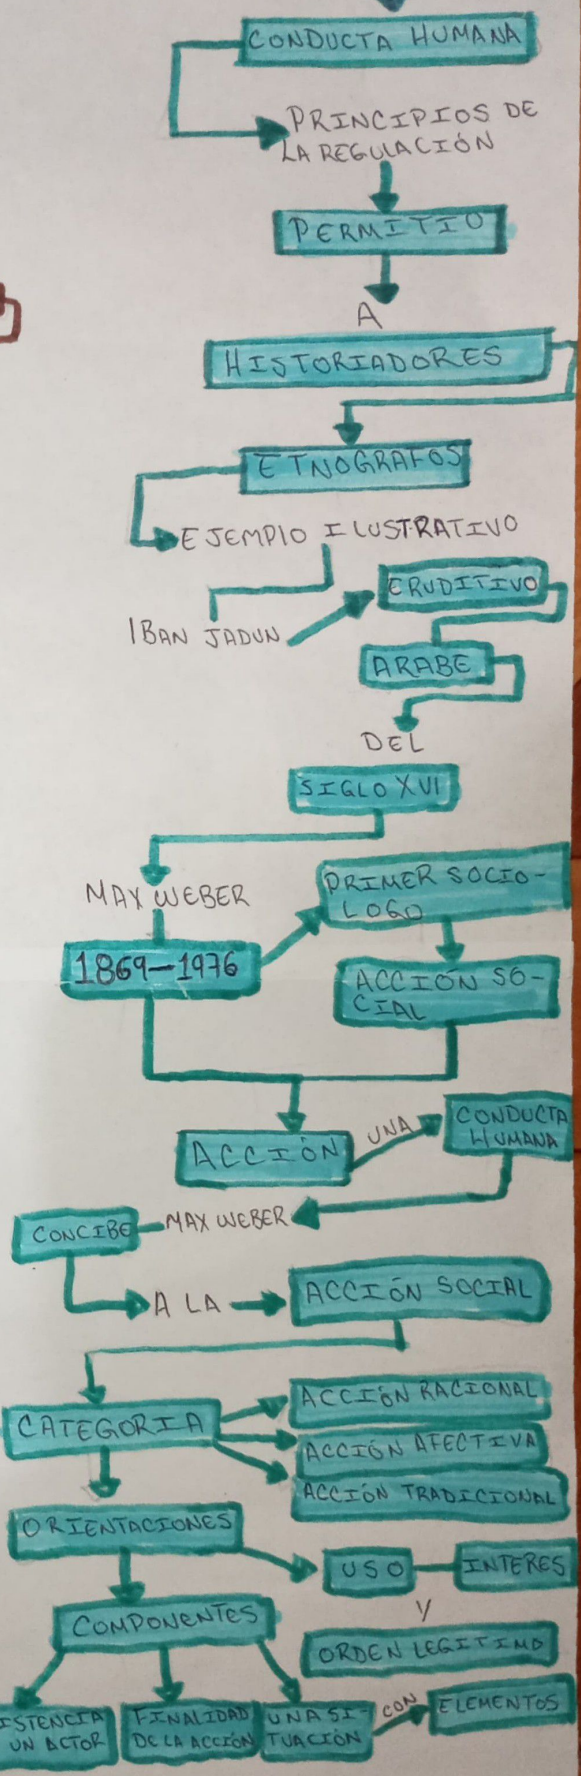 CONDUCTA HUMANA
PRINCIPIOS DE
LA REGULACIÓN
PERMITIO
A
HISTORIADORES
ETNOGRAFOS
EJEMPLO ILUSTRATIVO
IBAN JADUN
ERUDITIVO
ARABE
DEL
SIGLO XVI
MAX WEBER
1869-1976
PRIMER SOCIO-
LOGO
ACCIÓN SO-
CIAL
ACCIÓN
UNA
CONDUCTA
HUMANA
MAX WEBER
CONCIBE
A LA
ACCIÓN SOCIAL
CATEGORIA
ACCIÓN RACIONAL
ACCIÓN AFECTIVA
ACCIÓN TRADICIONAL
ORIENTACIONES
USO
INTERES
Y
ORDEN LEGITIMO
COMPONENTES
ISTENCIA
UN ACTOR
FINALIDAD
DE LA ACCIÓN
UNA SI-
TUACIÓN
CON
ELEMENTOS